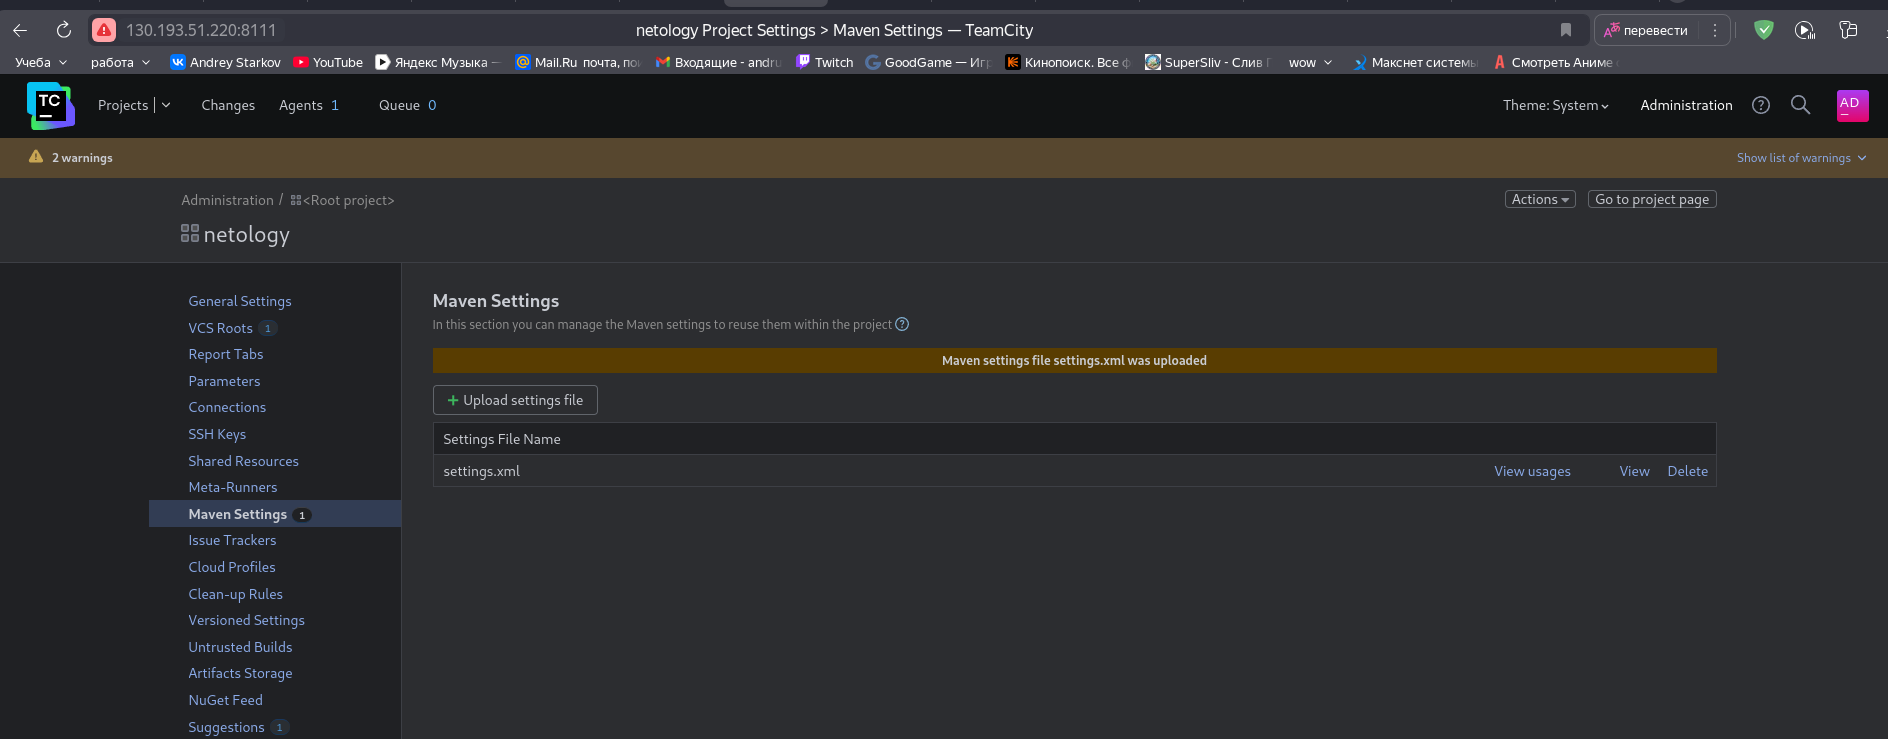 130.193.51.220:8111 netology Project Settings > Maven Settings — TeamCity перевести
Учеба работа Andrey Starkov YouTube Яндекс Музыка — Mail.Ru почта, Входящие - andru Twitch GoodGame — Кинопоиск. Все SuperSliv - Слив wow Макснет системы Смотреть Аниме
TC Projects Changes Agents 1 Queue 0 Theme: System Administration ? AD
2 warnings Show list of warnings
Administration / <Root project> Actions Go to project page
netology
General Settings
VCS Roots 1
Report Tabs
Parameters
Connections
SSH Keys
Shared Resources
Meta-Runners
Maven Settings 1
Issue Trackers
Cloud Profiles
Clean-up Rules
Versioned Settings
Untrusted Builds
Artifacts Storage
NuGet Feed
Suggestions 1
Maven Settings
In this section you can manage the Maven settings to reuse them within the project ?
Maven settings file settings.xml was uploaded
+ Upload settings file
Settings File Name
settings.xml View usages View Delete